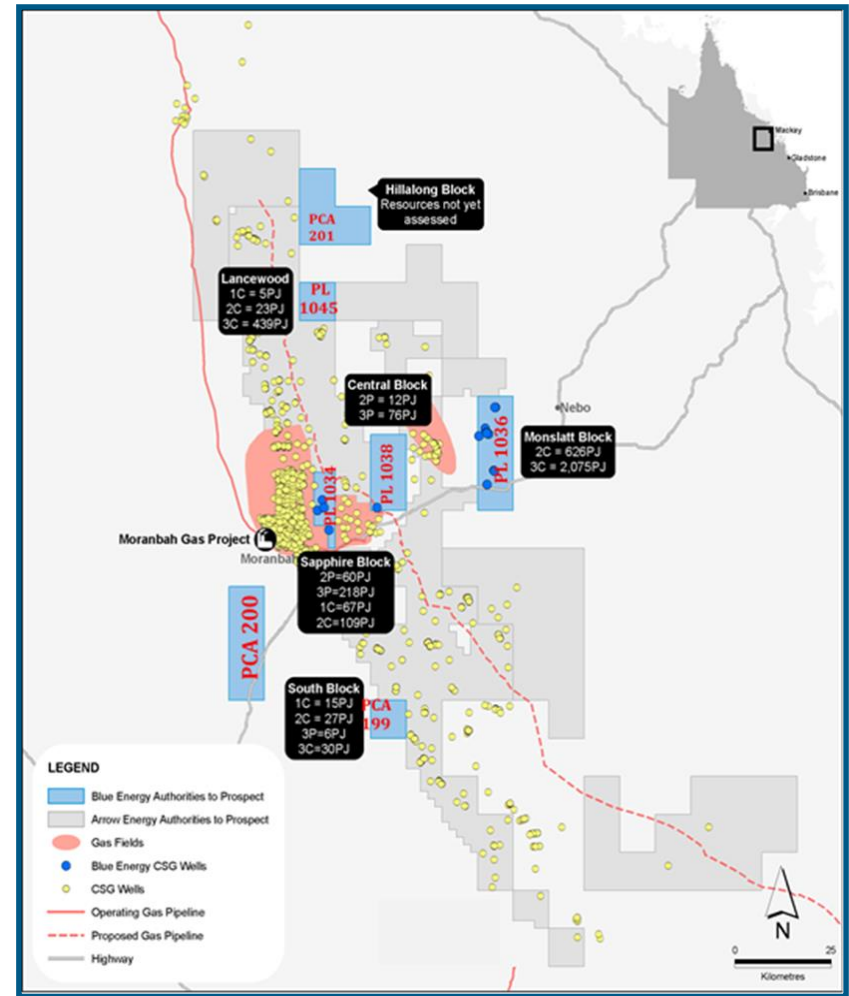 Mackay
Gladstone
Brisbane
Hillalong Block
Resources not yet
assessed
PCA
201
Lancewood
1C = 5PJ
2C = 23PJ
3C = 439PJ
PL
1045
Central Block
2P = 12PJ
3P = 76PJ
Nebo
PL 1036
Monslatt Block
2C = 626PJ
3C = 2,075PJ
PL 1038
PL 1034
Moranbah Gas Project
Moranbah
Sapphire Block
2P=60PJ
3P=218PJ
1C=67PJ
2C=109PJ
PCA 200
South Block
1C = 15PJ
2C = 27PJ
3P=6PJ
3C=30PJ
PCA
199
LEGEND
Blue Energy Authorities to Prospect
Arrow Energy Authorities to Prospect
Gas Fields
Blue Energy CSG Wells
CSG Wells
Operating Gas Pipeline
Proposed Gas Pipeline
Highway
N
0 25
Kilometres